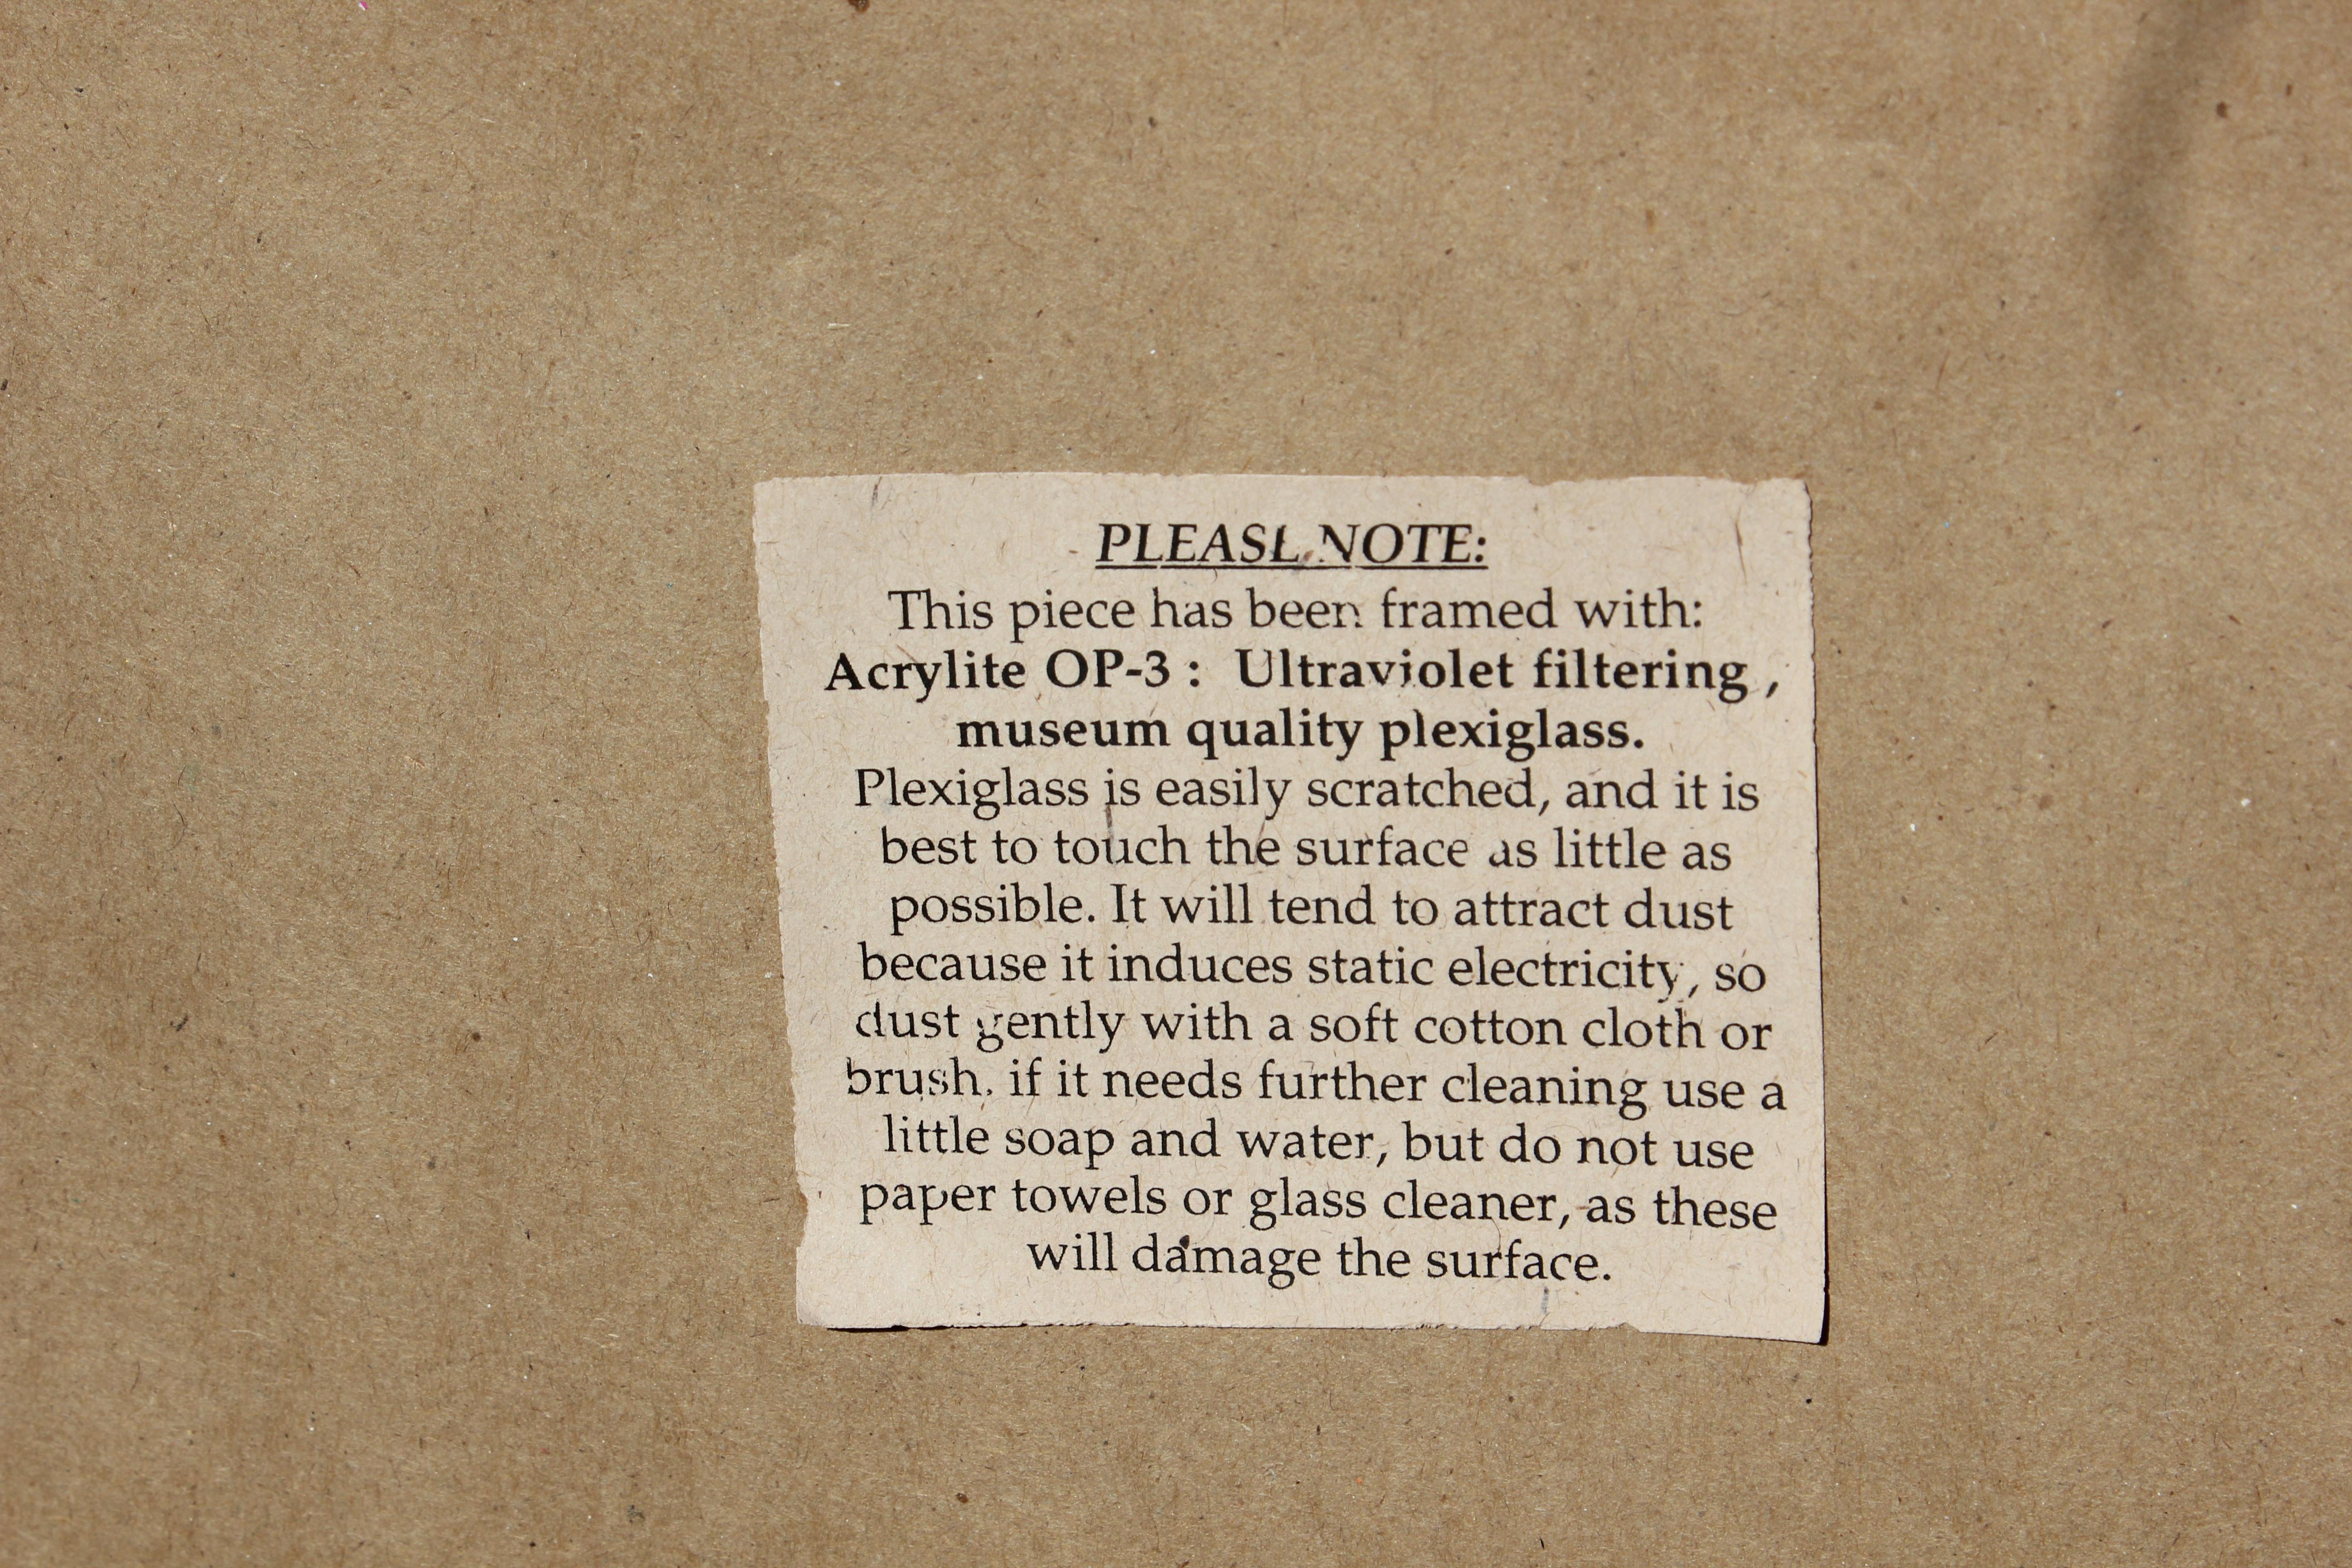 PLEASE NOTE:
This piece has been framed with:
Acrylite OP-3 : Ultraviolet filtering ,
museum quality plexiglass.
Plexiglass is easily scratched, and it is
best to touch the surface as little as
possible. It will tend to attract dust
because it induces static electricity, so
dust gently with a soft cotton cloth or
brush. if it needs further cleaning use a
little soap and water, but do not use
paper towels or glass cleaner, as these
will damage the surface.